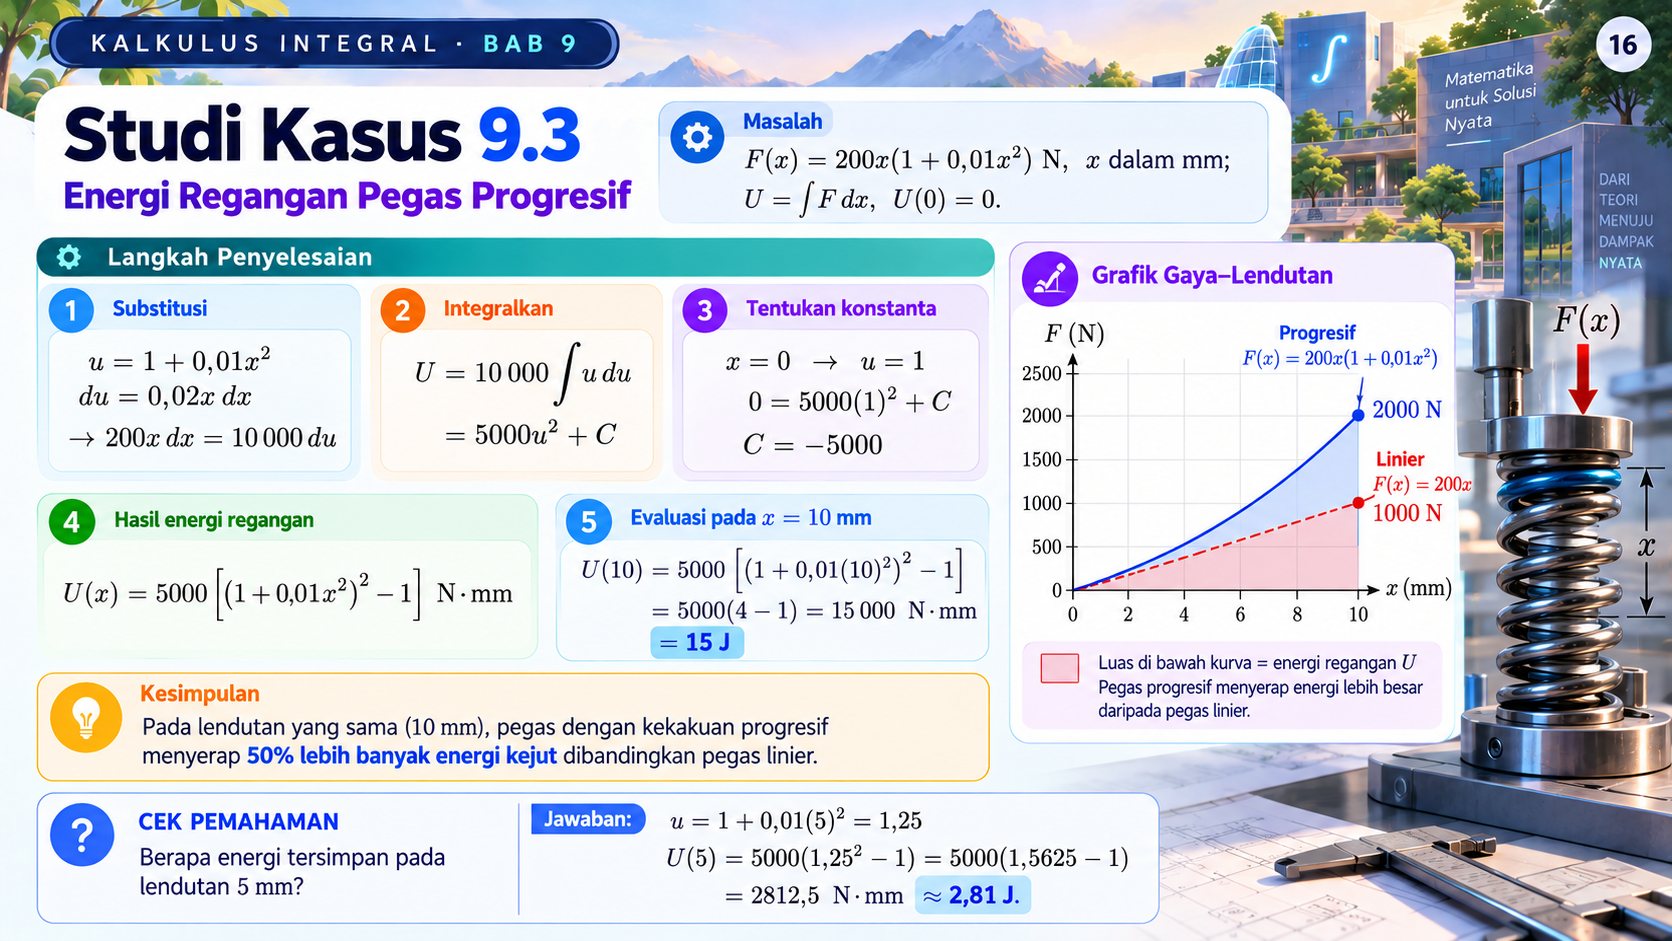 KALKULUS INTEGRAL · BAB 9
16
Matematika
untuk Solusi
Nyata
DARI
TEORI
MENUJU
DAMPAK
NYATA
Studi Kasus 9.3
Energi Regangan Pegas Progresif
Masalah
F(x) = 200x(1 + 0,01x²) N, x dalam mm;
U = ∫ F dx, U(0) = 0.
Langkah Penyelesaian
1 Substitusi
u = 1 + 0,01x²
du = 0,02x dx
→ 200x dx = 10 000 du
2 Integralkan
U = 10 000 ∫ u du
= 5000u² + C
3 Tentukan konstanta
x = 0 → u = 1
0 = 5000(1)² + C
C = −5000
4 Hasil energi regangan
U(x) = 5000 [(1 + 0,01x²)² − 1] N·mm
5 Evaluasi pada x = 10 mm
U(10) = 5000 [(1 + 0,01(10)²)² − 1]
= 5000(4 − 1) = 15 000 N·mm
= 15 J
Grafik Gaya–Lendutan
F (N)
Progresif
F(x) = 200x(1 + 0,01x²)
2500
2000
1500
1000
500
0
2000 N
Linier
F(x) = 200x
1000 N
0 2 4 6 8 10
x (mm)
Luas di bawah kurva = energi regangan U
Pegas progresif menyerap energi lebih besar
daripada pegas linier.
F(x)
x
Kesimpulan
Pada lendutan yang sama (10 mm), pegas dengan kekakuan progresif
menyerap 50% lebih banyak energi kejut dibandingkan pegas linier.
?
CEK PEMAHAMAN
Berapa energi tersimpan pada
lendutan 5 mm?
Jawaban:
u = 1 + 0,01(5)² = 1,25
U(5) = 5000(1,25² − 1) = 5000(1,5625 − 1)
= 2812,5 N·mm ≈ 2,81 J.